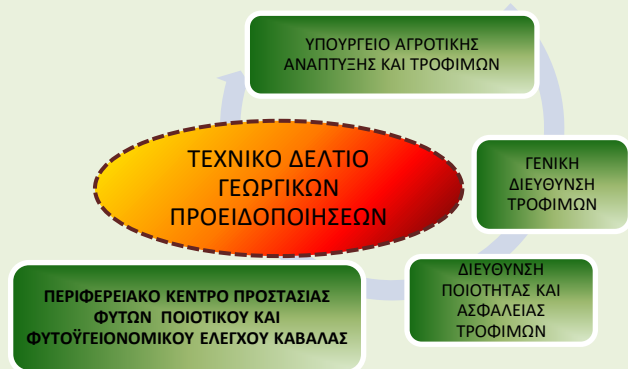 ΥΠΟΥΡΓΕΙΟ ΑΓΡΟΤΙΚΗΣ
ΑΝΑΠΤΥΞΗΣ ΚΑΙ ΤΡΟΦΙΜΩΝ
ΤΕΧΝΙΚΟ ΔΕΛΤΙΟ
ΓΕΩΡΓΙΚΩΝ
ΠΡΟΕΙΔΟΠΟΙΗΣΕΩΝ
ΓΕΝΙΚΗ
ΔΙΕΥΘΥΝΣΗ
ΤΡΟΦΙΜΩΝ
ΔΙΕΥΘΥΝΣΗ
ΠΟΙΟΤΗΤΑΣ ΚΑΙ
ΑΣΦΑΛΕΙΑΣ
ΤΡΟΦΙΜΩΝ
ΠΕΡΙΦΕΡΕΙΑΚΟ ΚΕΝΤΡΟ ΠΡΟΣΤΑΣΙΑΣ
ΦΥΤΩΝ ΠΟΙΟΤΙΚΟΥ ΚΑΙ
ΦΥΤΟΫΓΕΙΟΝΟΜΙΚΟΥ ΕΛΕΓΧΟΥ ΚΑΒΑΛΑΣ